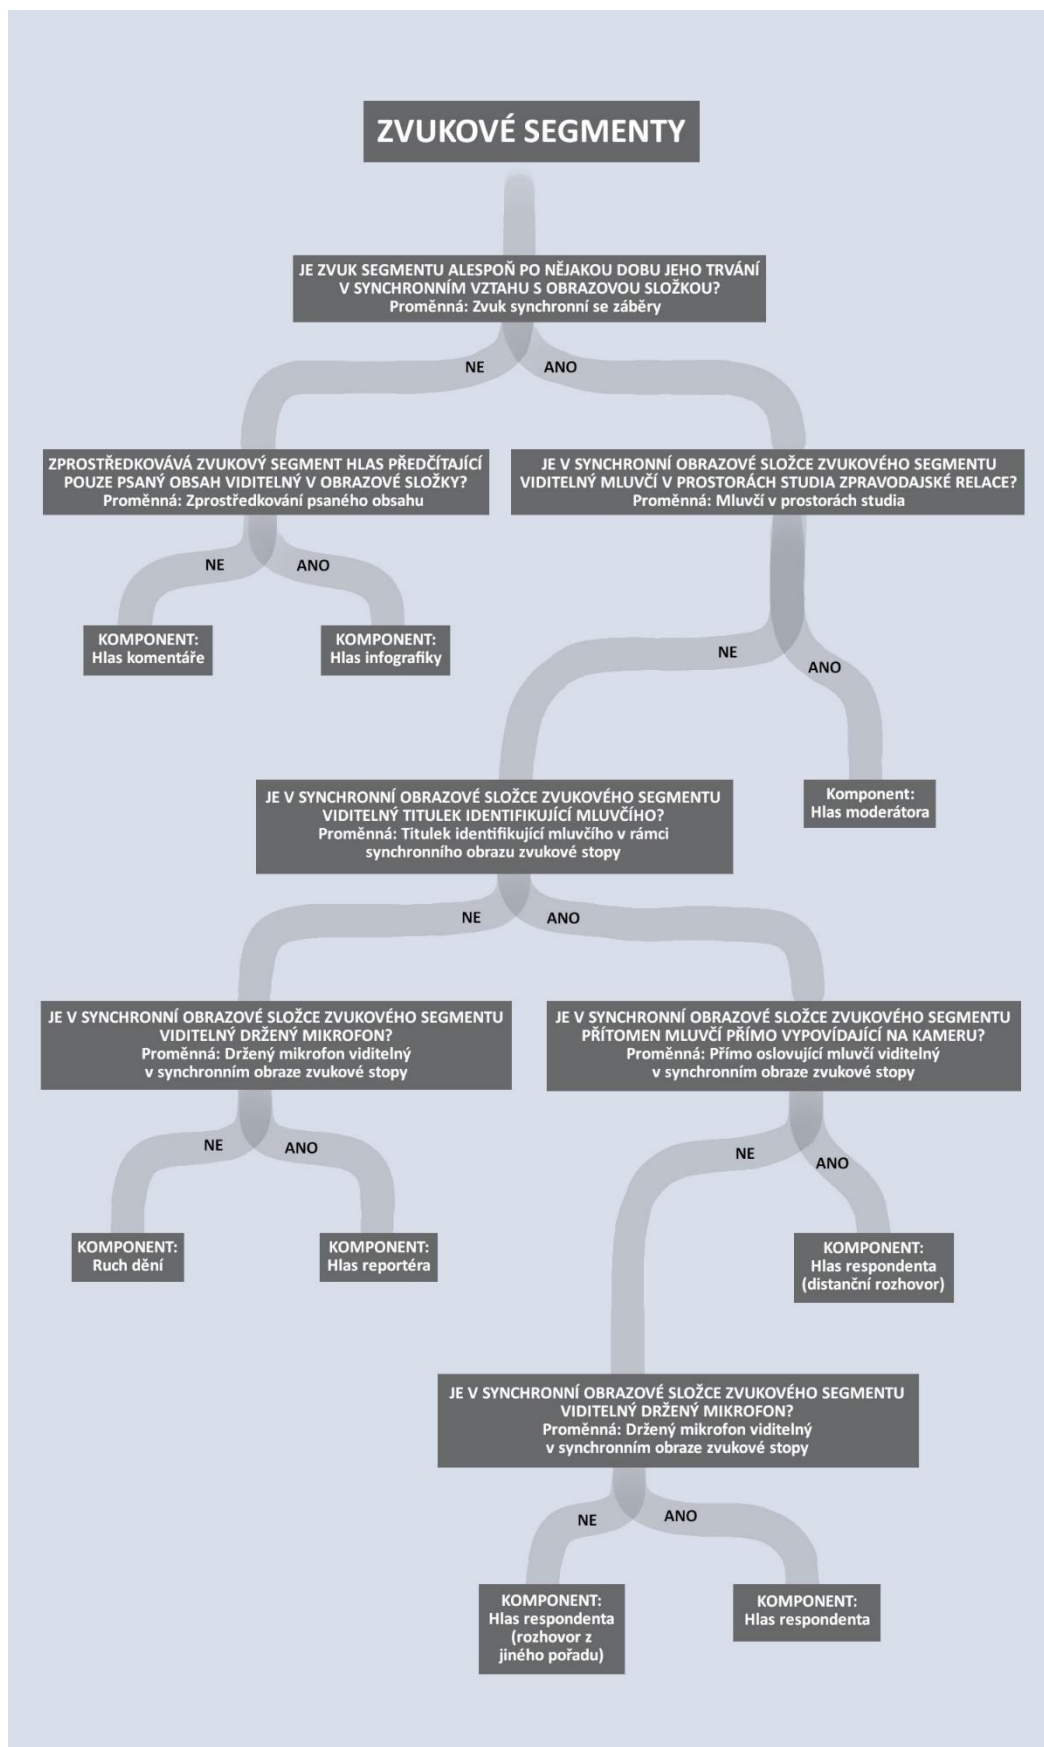 ZVUKOVÉ SEGMENTY
JE ZVUK SEGMENTU ALESPOŇ PO NĚJAKOU DOBU JEHO TRVÁNÍ
V SYNCHRONNÍM VZTAHU S OBRAZOVOU SLOŽKOU?
Proměnná: Zvuk synchronní se záběry
NE
ANO
ZPROSTŘEDKOVÁVÁ ZVUKOVÝ SEGMENT HLAS PŘEDČÍTAJÍCÍ
POUZE PSANÝ OBSAH VIDITELNÝ V OBRAZOVÉ SLOŽKY?
Proměnná: Zprostředkování psaného obsahu
JE V SYNCHRONNÍ OBRAZOVÉ SLOŽCE ZVUKOVÉHO SEGMENTU
VIDITELNÝ MLUVČÍ V PROSTORÁCH STUDIA ZPRAVODAJSKÉ RELACE?
Proměnná: Mluvčí v prostorách studia
NE
ANO
KOMPONENT:
Hlas komentáře
KOMPONENT:
Hlas infografiky
NE
ANO
Komponent:
Hlas moderátora
JE V SYNCHRONNÍ OBRAZOVÉ SLOŽCE ZVUKOVÉHO SEGMENTU
VIDITELNÝ TITULEK IDENTIFIKUJÍCÍ MLUVČÍHO?
Proměnná: Titulek identifikující mluvčího v rámci
synchronního obrazu zvukové stopy
NE
ANO
JE V SYNCHRONNÍ OBRAZOVÉ SLOŽCE ZVUKOVÉHO SEGMENTU
VIDITELNÝ DRŽENÝ MIKROFON?
Proměnná: Držený mikrofon viditelný
v synchronním obraze zvukové stopy
JE V SYNCHRONNÍ OBRAZOVÉ SLOŽCE ZVUKOVÉHO SEGMENTU
PŘÍTOMEN MLUVČÍ PŘÍMO VYPOVÍDAJÍCÍ NA KAMERU?
Proměnná: Přímo oslovující mluvčí viditelný
v synchronním obraze zvukové stopy
NE
ANO
KOMPONENT:
Ruch dění
KOMPONENT:
Hlas reportéra
NE
ANO
KOMPONENT:
Hlas respondenta
(distanční rozhovor)
JE V SYNCHRONNÍ OBRAZOVÉ SLOŽCE ZVUKOVÉHO SEGMENTU
VIDITELNÝ DRŽENÝ MIKROFON?
Proměnná: Držený mikrofon viditelný
v synchronním obraze zvukové stopy
NE
ANO
KOMPONENT:
Hlas respondenta
(rozhovor z
jiného pořadu)
KOMPONENT:
Hlas respondenta